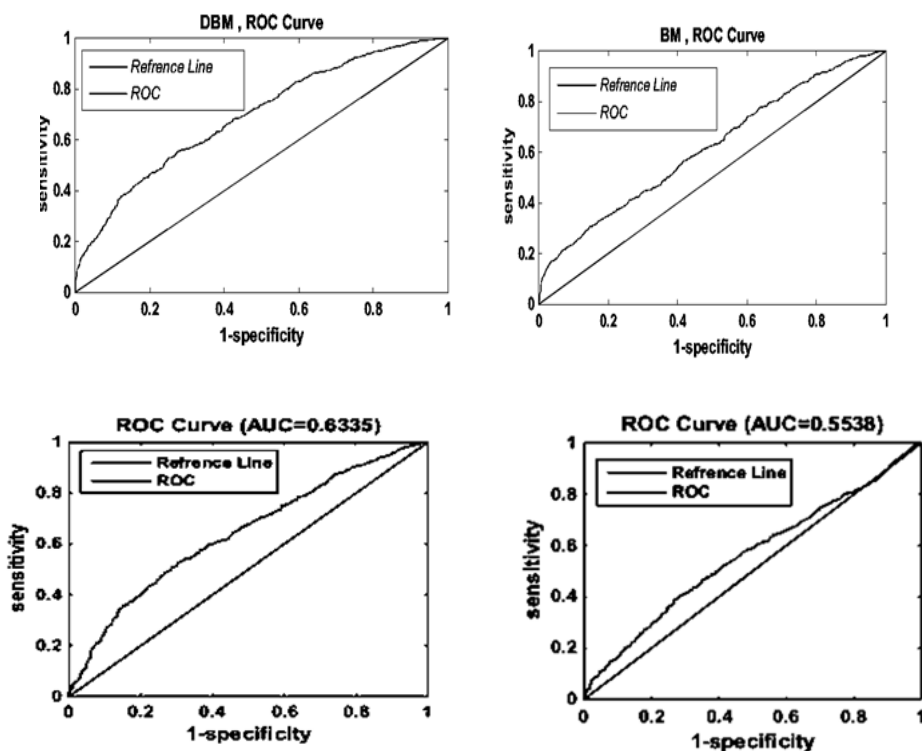 DBM , ROC Curve
1
0.8
0.6
0.4
0.2
0
sensitivity
Refrence Line
ROC
0 0.2 0.4 0.6 0.8 1
1-specificity
BM , ROC Curve
1
0.8
0.6
0.4
0.2
0
sensitivity
Refrence Line
ROC
0 0.2 0.4 0.6 0.8 1
1-specificity
ROC Curve (AUC=0.6335)
1
0.8
0.6
0.4
0.2
0
sensitivity
Refrence Line
ROC
0 0.2 0.4 0.6 0.8 1
1-specificity
ROC Curve (AUC=0.5538)
1
0.8
0.6
0.4
0.2
0
sensitivity
Refrence Line
ROC
0 0.2 0.4 0.6 0.8 1
1-specificity